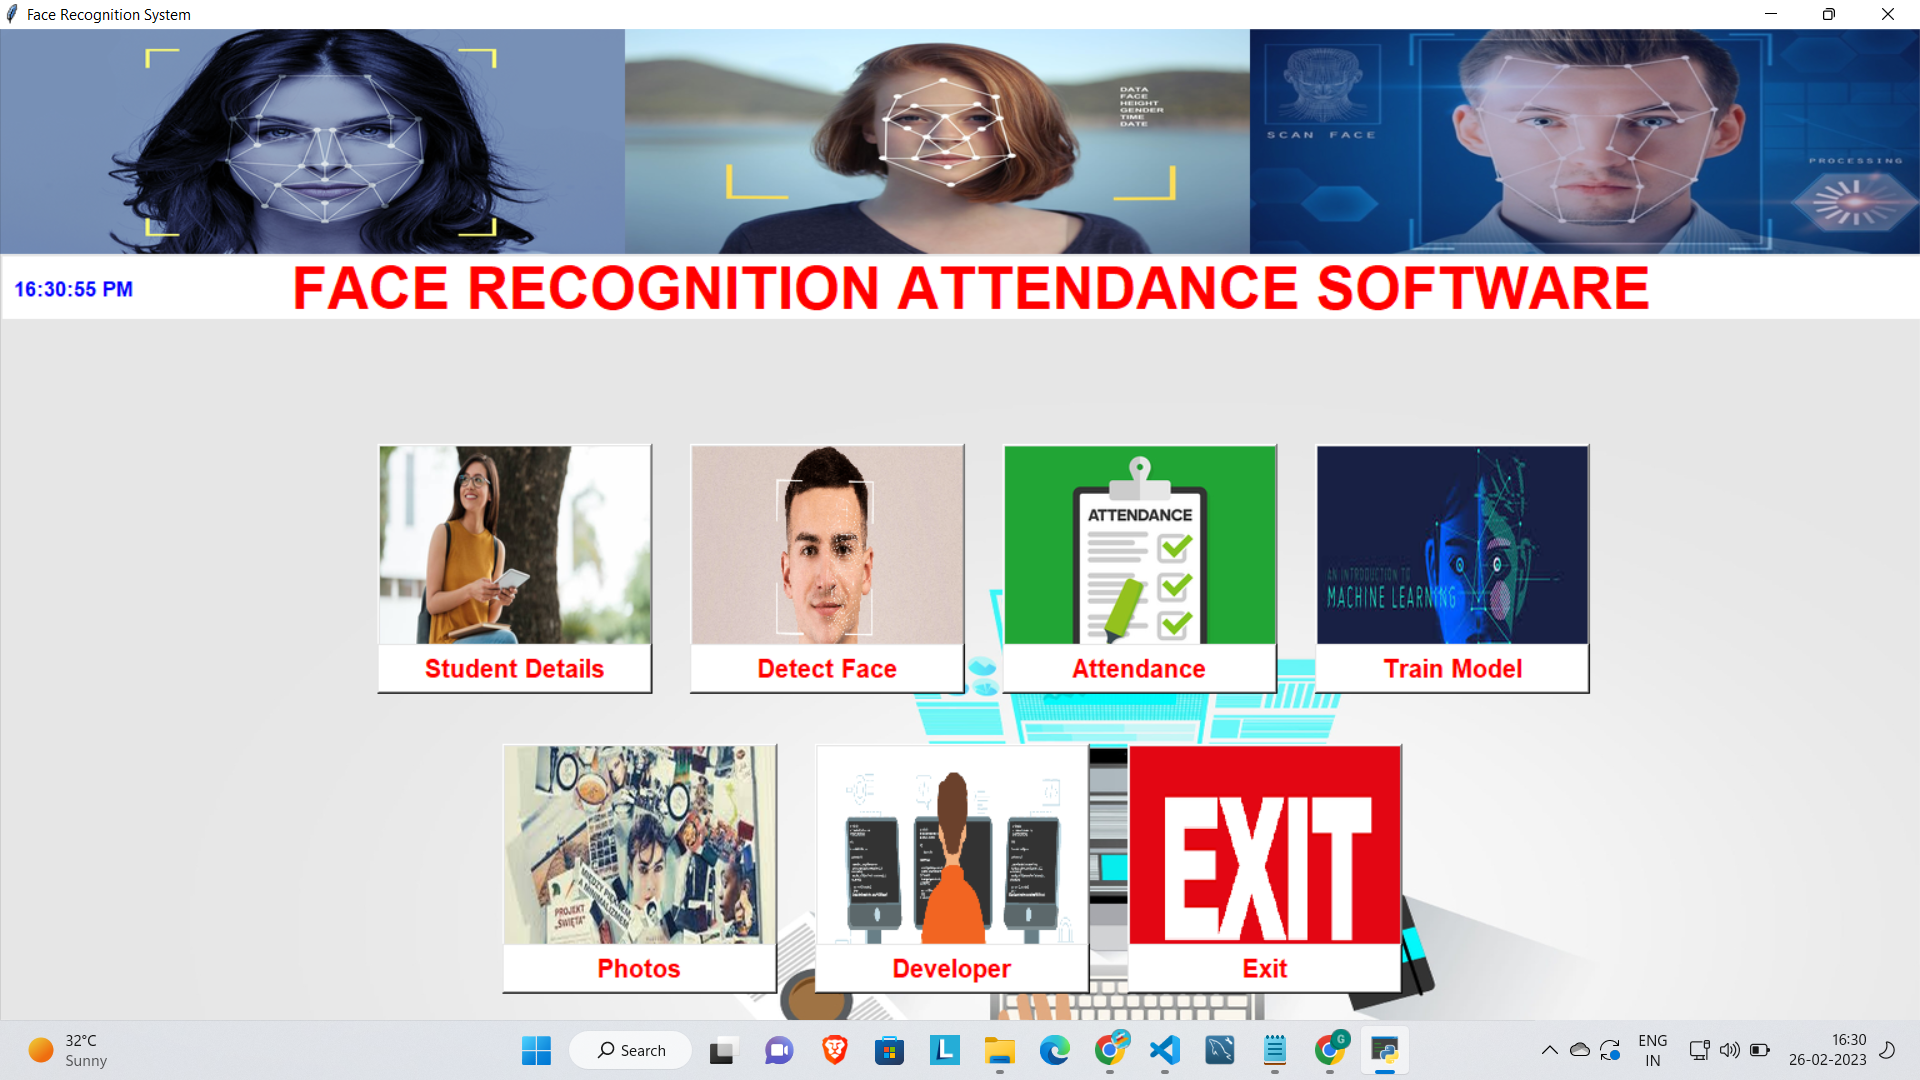 Face Recognition System
DATA
FACE
HEIGHT
GENDER
TIME
DATE
SCAN FACE
PROCESSING
16:30:55 PM
FACE RECOGNITION ATTENDANCE SOFTWARE
ATTENDANCE
AN INTRODUCTION TO
MACHINE LEARNING
Student Details
Detect Face
Attendance
Train Model
PROJEKT
„ŚWIĘTA”
EXIT
Photos
Developer
Exit
32°C
Sunny
Search
L
G
ENG
IN
16:30
26-02-2023